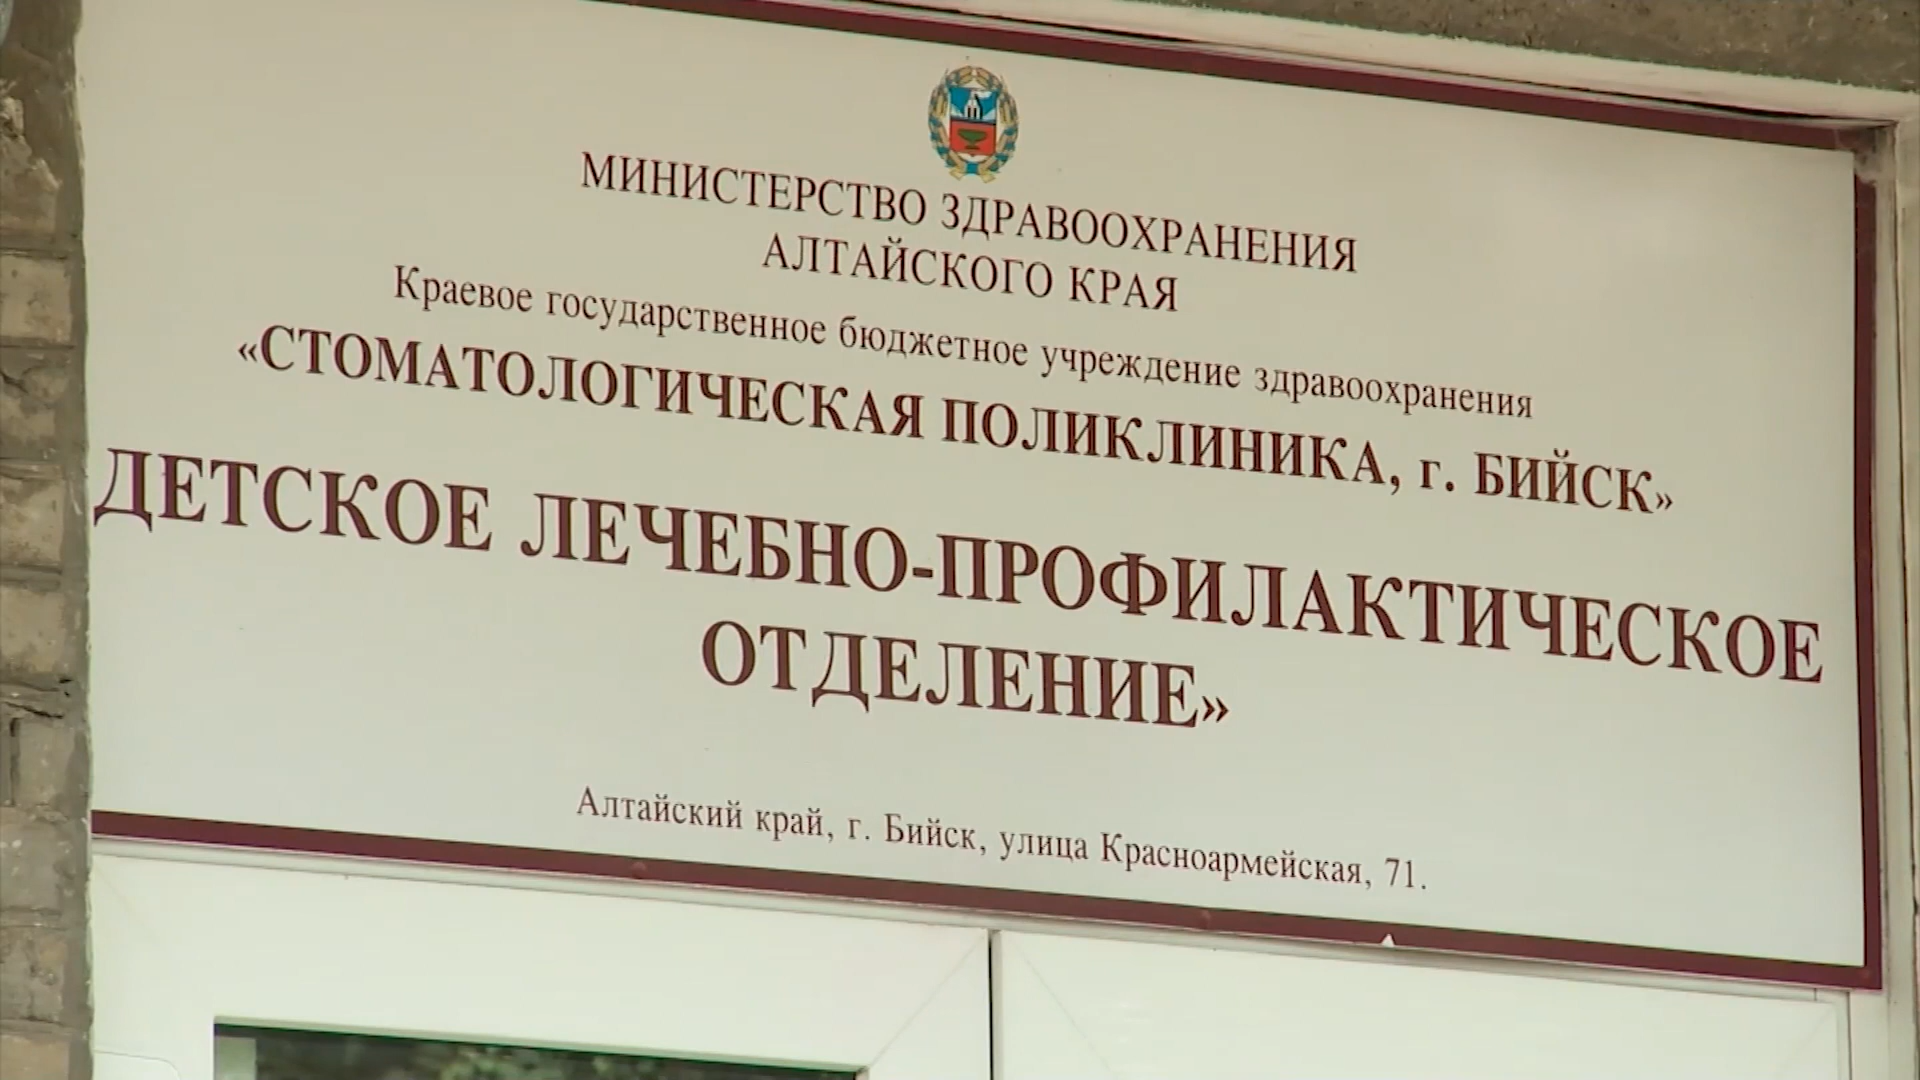 МИНИСТЕРСТВО ЗДРАВООХРАНЕНИЯ
АЛТАЙСКОГО КРАЯ
Краевое государственное бюджетное учреждение здравоохранения
«СТОМАТОЛОГИЧЕСКАЯ ПОЛИКЛИНИКА, г. БИЙСК»
ДЕТСКОЕ ЛЕЧЕБНО-ПРОФИЛАКТИЧЕСКОЕ
ОТДЕЛЕНИЕ»
Алтайский край, г. Бийск, улица Красноармейская, 71.